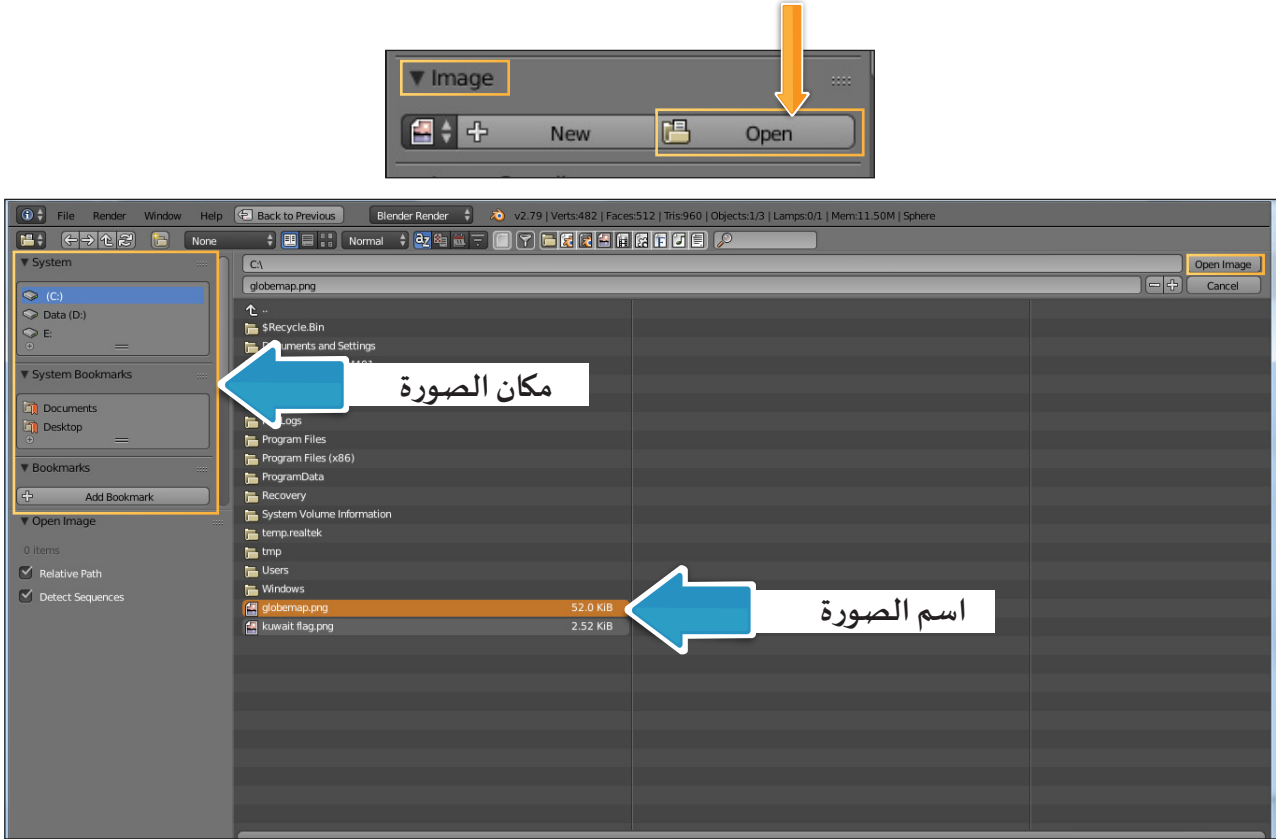 Image
New Open
File Render Window Help Back to Previous Blender Render v2.79 | Verts:482 | Faces:512 | Tris:960 | Objects:1/3 | Lamps:0/1 | Mem:11.50M | Sphere
None Normal
System
(C:)
Data (D:)
E:
System Bookmarks
Documents
Desktop
Bookmarks
Add Bookmark
Open Image
0 items
Relative Path
Detect Sequences
C:\
Open Image
globemap.png
Cancel
..
$Recycle.Bin
Documents and Settings
مكان الصورة
Logs
Program Files
Program Files (x86)
ProgramData
Recovery
System Volume Information
temp.realtek
tmp
Users
Windows
globemap.png 52.0 KiB
kuwait flag.png 2.52 KiB
اسم الصورة